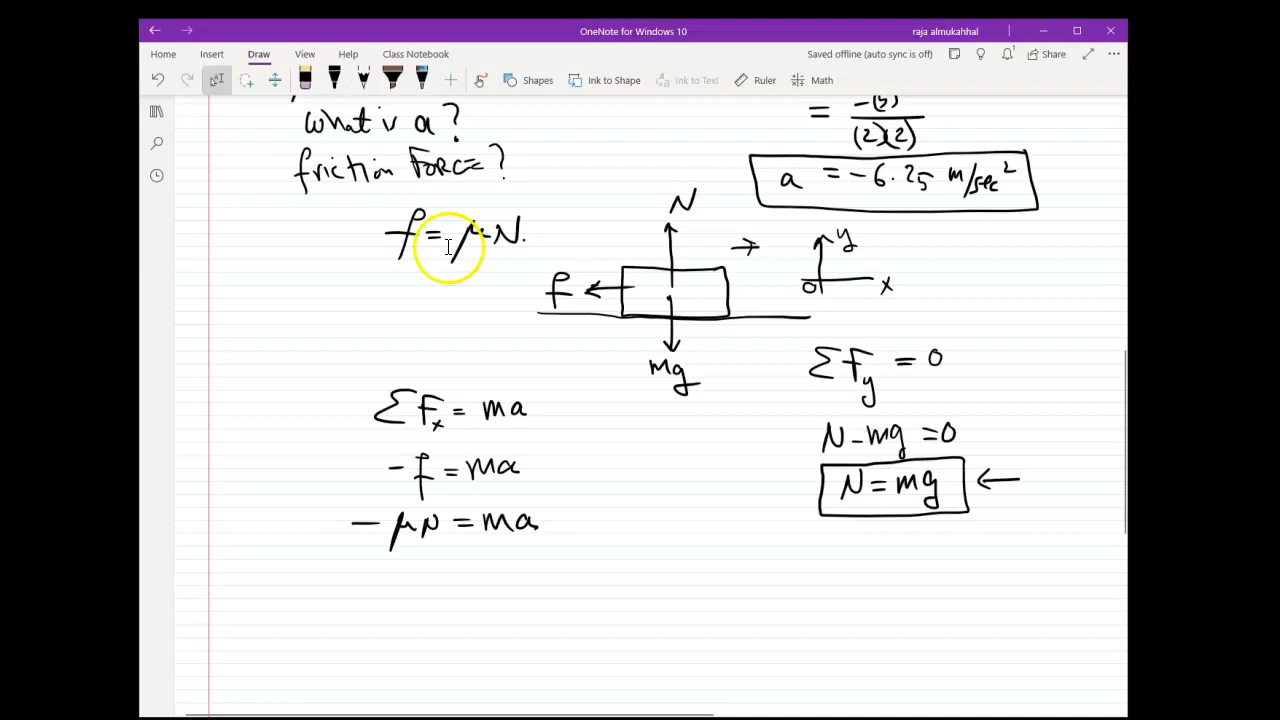 OneNote for Windows 10
raja almukahhal
Home Insert Draw View Help Class Notebook
Saved offline (auto sync is off) Share
Shapes Ink to Shape Ink to Text Ruler Math
What is a?
friction FORCE?
f = μN.
= -(5) / (2)(2)
a = -6.25 m/sec²
N
f
mg
y
0 x
ΣFx = ma
-f = ma
-μN = ma
ΣFy = 0
N-mg = 0
N = mg